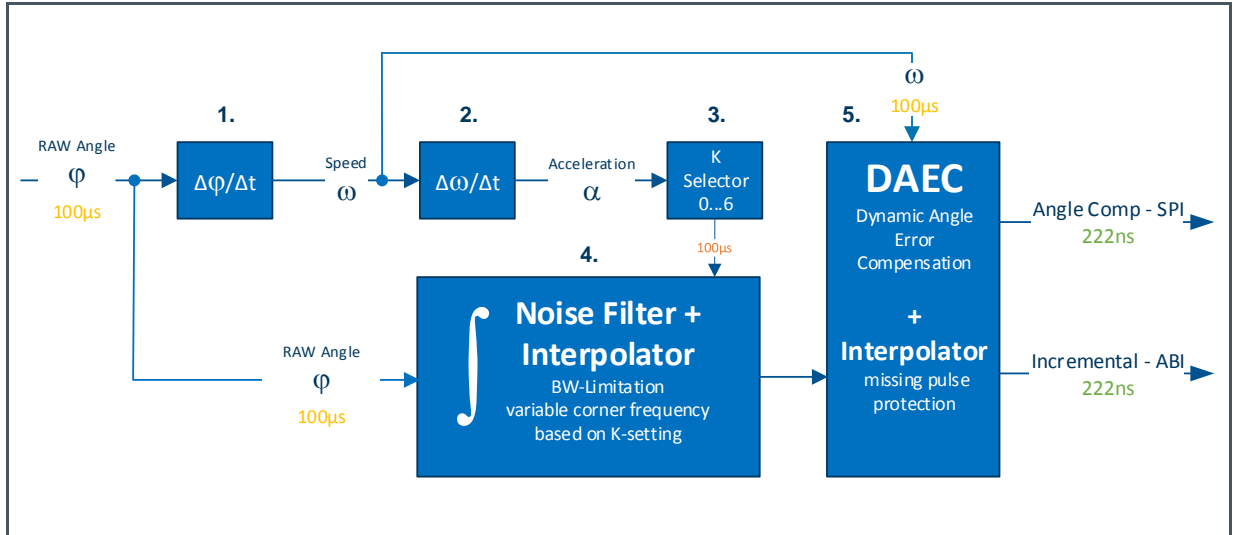 ω
100µs
1.
2.
3.
5.
RAW Angle
φ
100µs
Δφ/Δt
Speed
ω
Δω/Δt
Acceleration
α
K
Selector
0...6
DAEC
Dynamic Angle
Error
Compensation
+
Interpolator
missing pulse
protection
Angle Comp - SPI
222ns
Incremental - ABI
222ns
100µs
4.
RAW Angle
φ
100µs
∫
Noise Filter +
Interpolator
BW-Limitation
variable corner frequency
based on K-setting